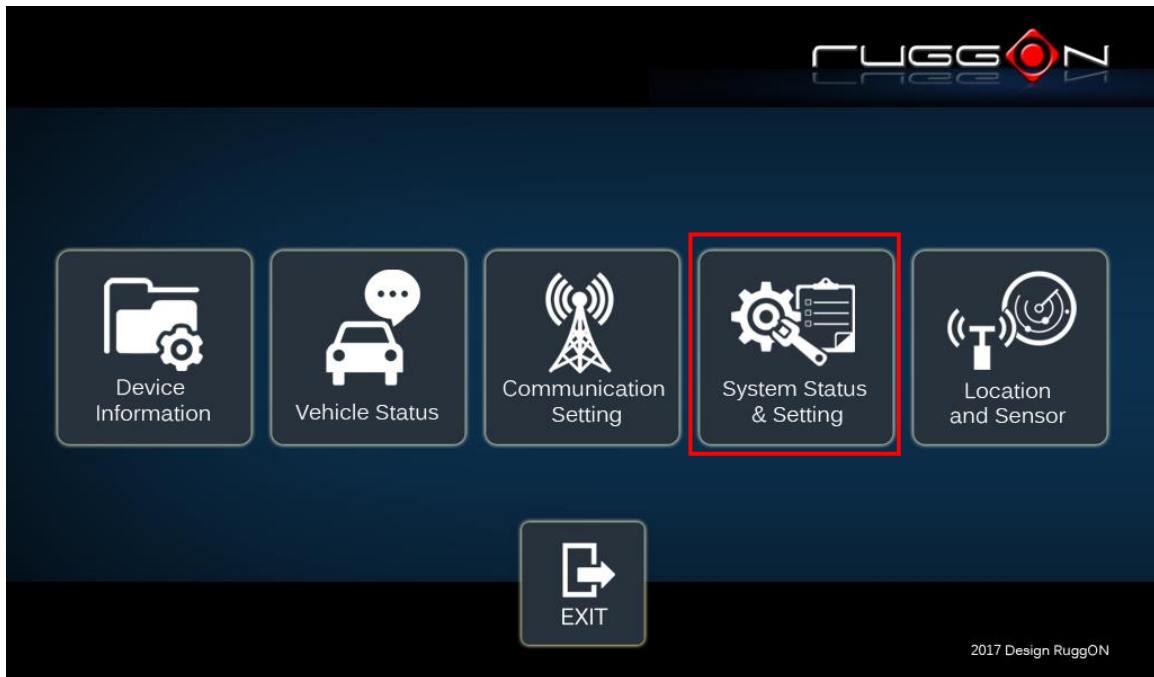 ruggON
Device
Information
Vehicle Status
Communication
Setting
System Status
& Setting
Location
and Sensor
EXIT
2017 Design RuggON